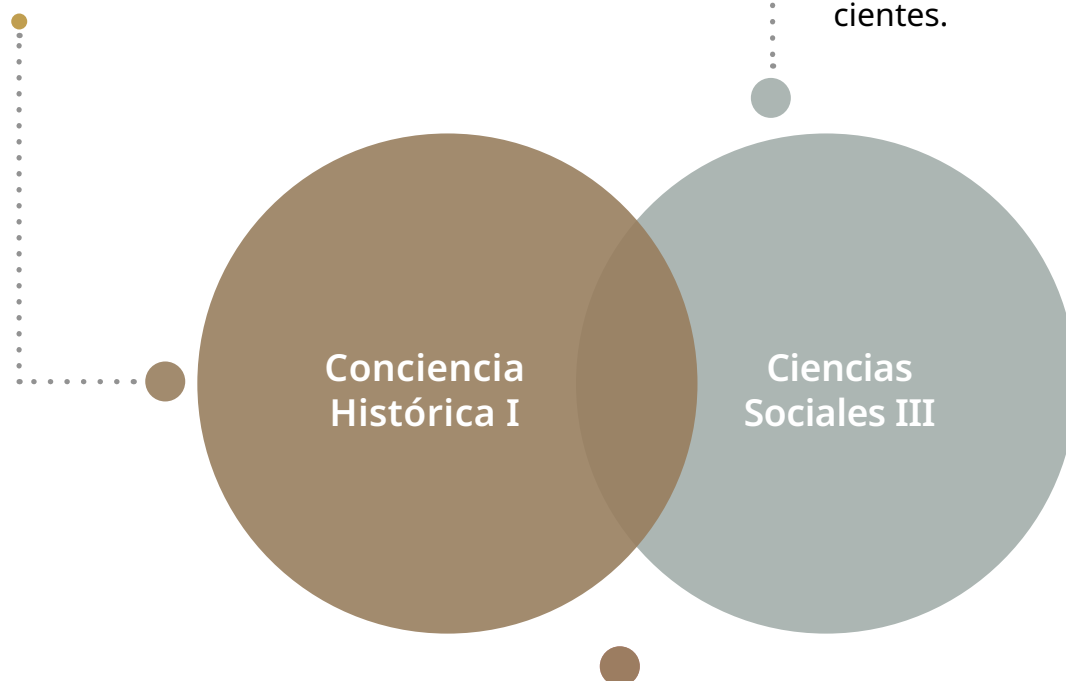 cientes.
Conciencia
Histórica I
Ciencias
Sociales III